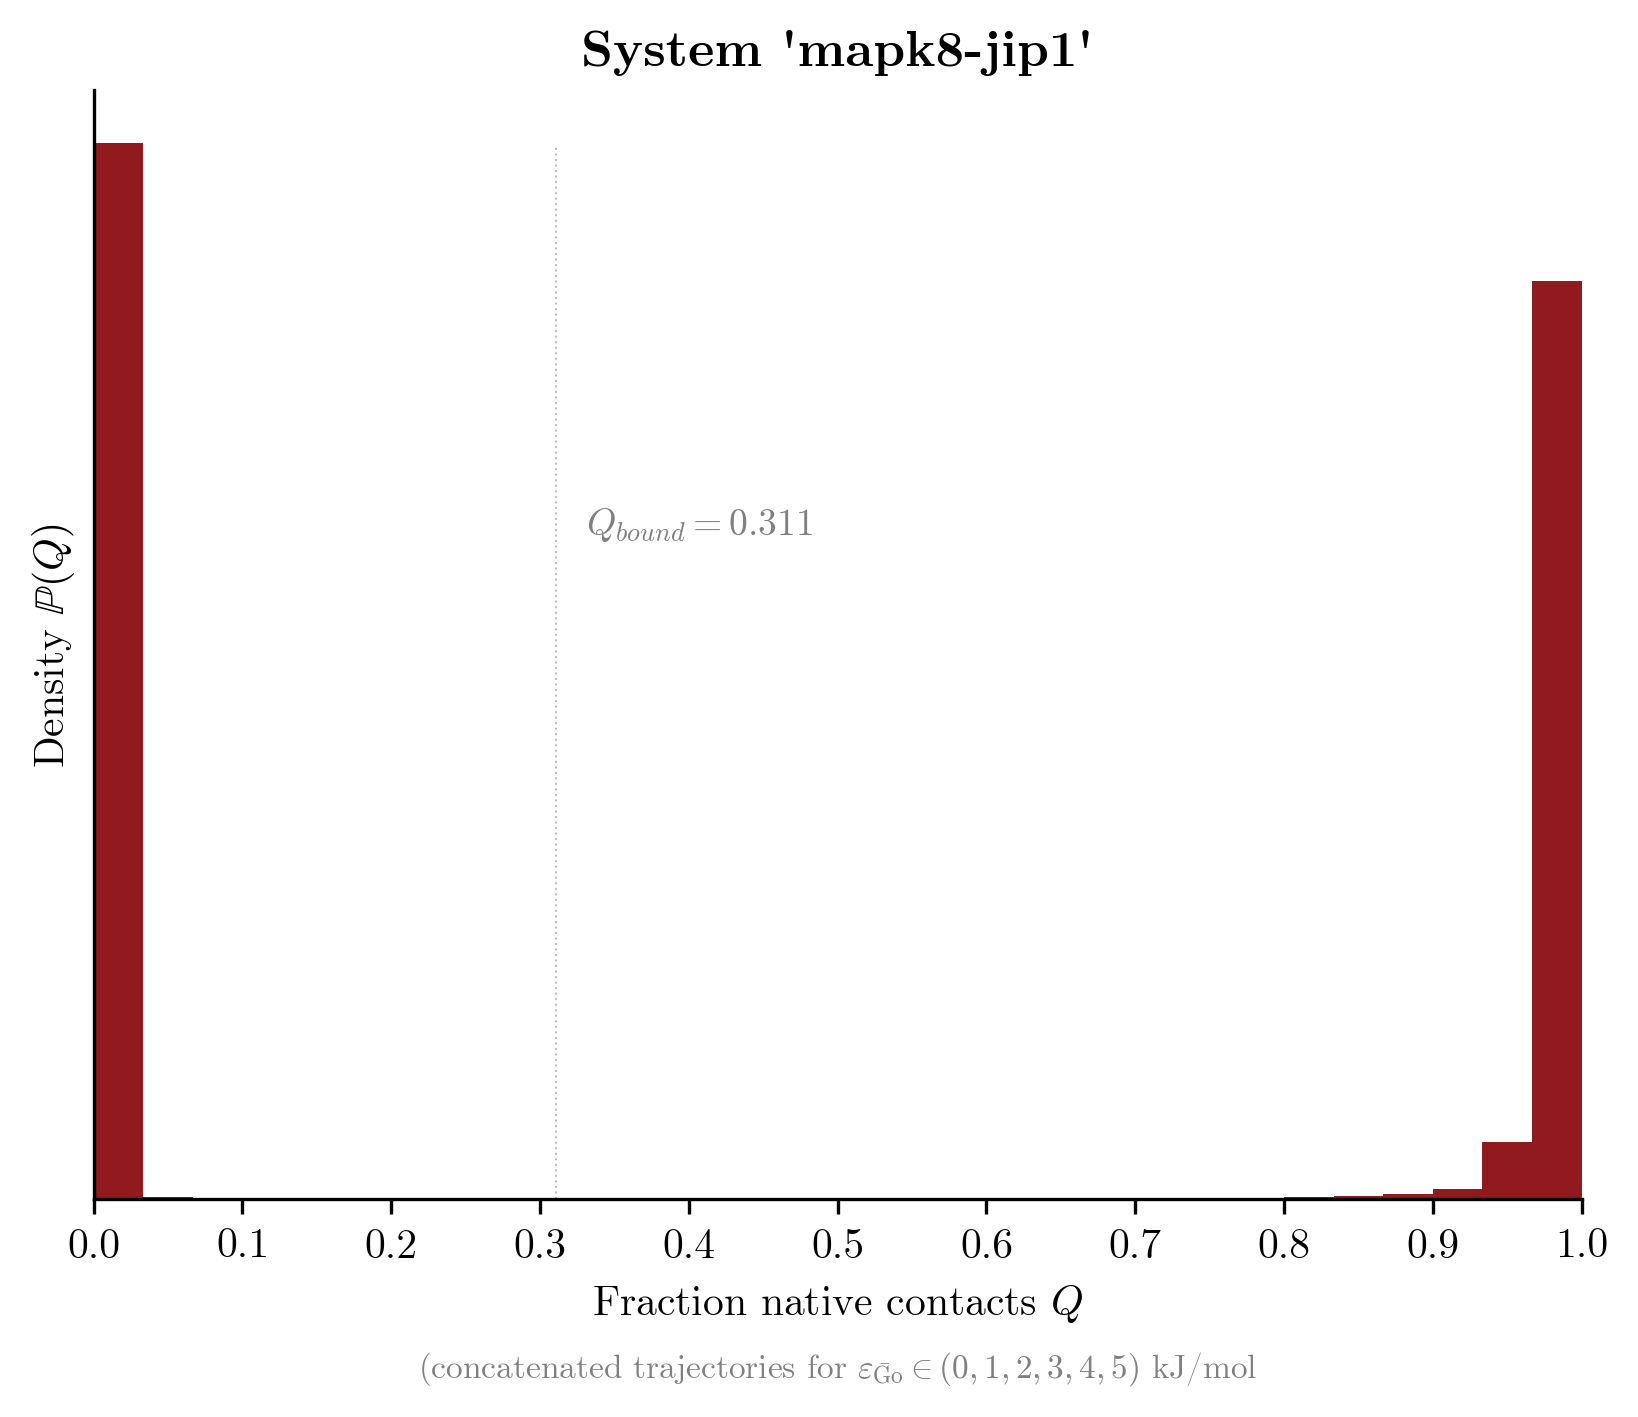 System 'mapk8-jip1'
Density ℙ(Q)
Q_bound = 0.311
0.0 0.1 0.2 0.3 0.4 0.5 0.6 0.7 0.8 0.9 1.0
Fraction native contacts Q
(concatenated trajectories for ε_Ḡo ∈ (0, 1, 2, 3, 4, 5) kJ/mol